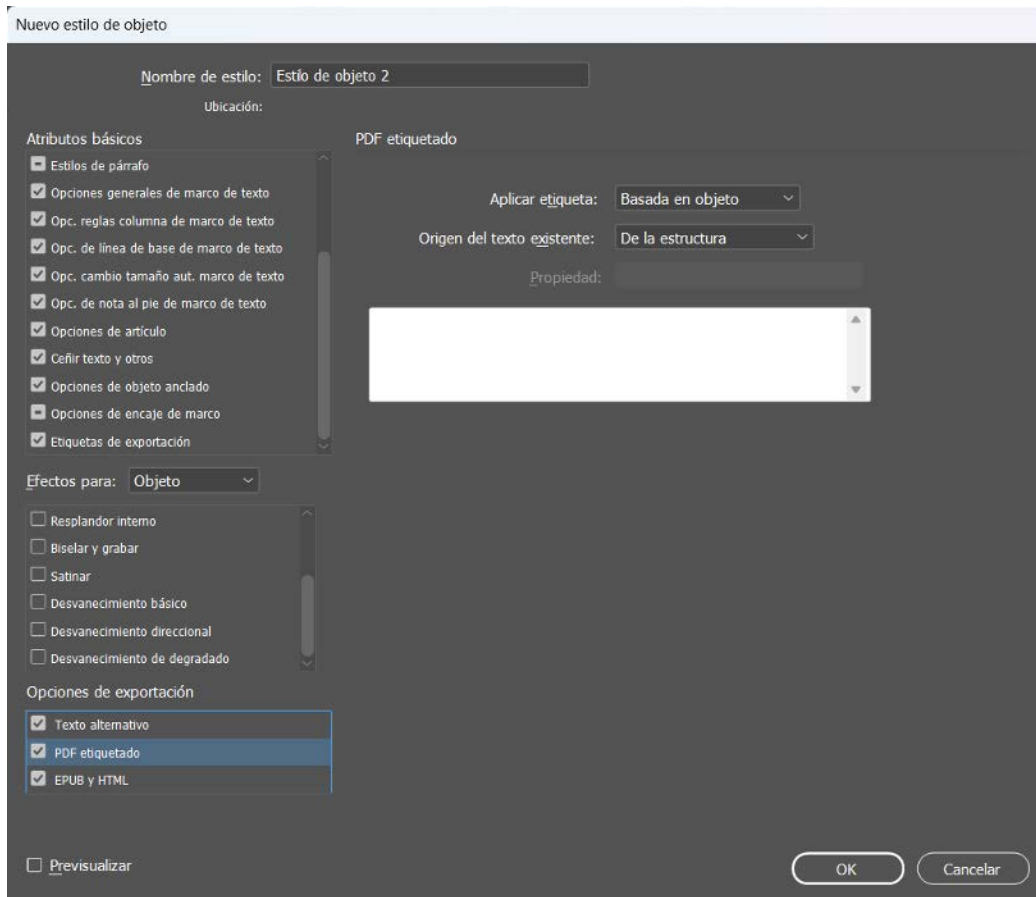 Nuevo estilo de objeto
Nombre de estilo: Estilo de objeto 2
Ubicación:
Atributos básicos
Estilos de párrafo
Opciones generales de marco de texto
Opc. reglas columna de marco de texto
Opc. de línea de base de marco de texto
Opc. cambio tamaño aut. marco de texto
Opc. de nota al pie de marco de texto
Opciones de artículo
Ceñir texto y otros
Opciones de objeto anclado
Opciones de encaje de marco
Etiquetas de exportación
Efectos para: Objeto
Resplandor interno
Biselar y grabar
Satinar
Desvanecimiento básico
Desvanecimiento direccional
Desvanecimiento de degradado
Opciones de exportación
Texto alternativo
PDF etiquetado
EPUB y HTML
Previsualizar
PDF etiquetado
Aplicar etiqueta: Basada en objeto
Origen del texto existente: De la estructura
Propiedad:
OK
Cancelar